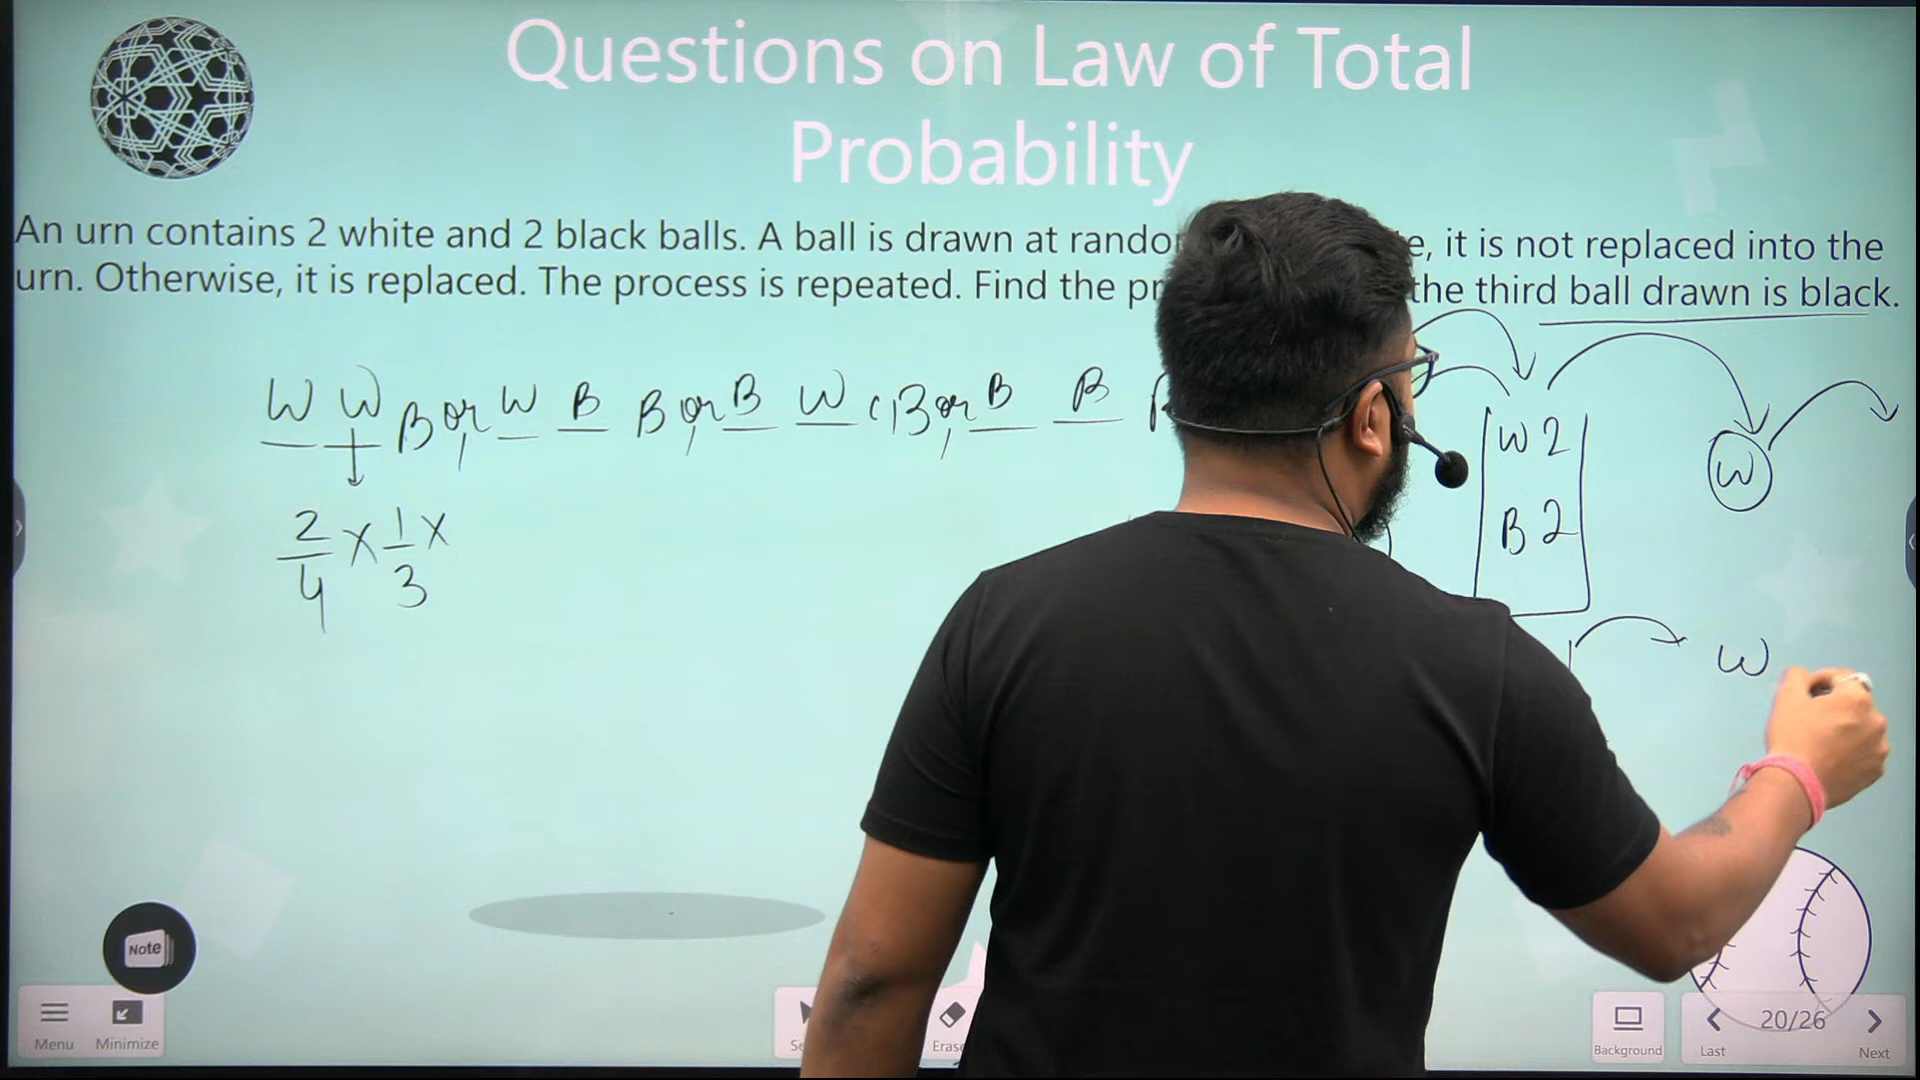 Questions on Law of Total
Probability
An urn contains 2 white and 2 black balls. A ball is drawn at e, it is not replaced into the
urn. Otherwise, it is replaced. The process is repeated. Find the the third ball drawn is black.
W W B or W B B or B W B or B B
W 2
W
B 2
2/4 x 1/3 x
W
Note
Menu
Minimize
Background
Last
20/26
Next